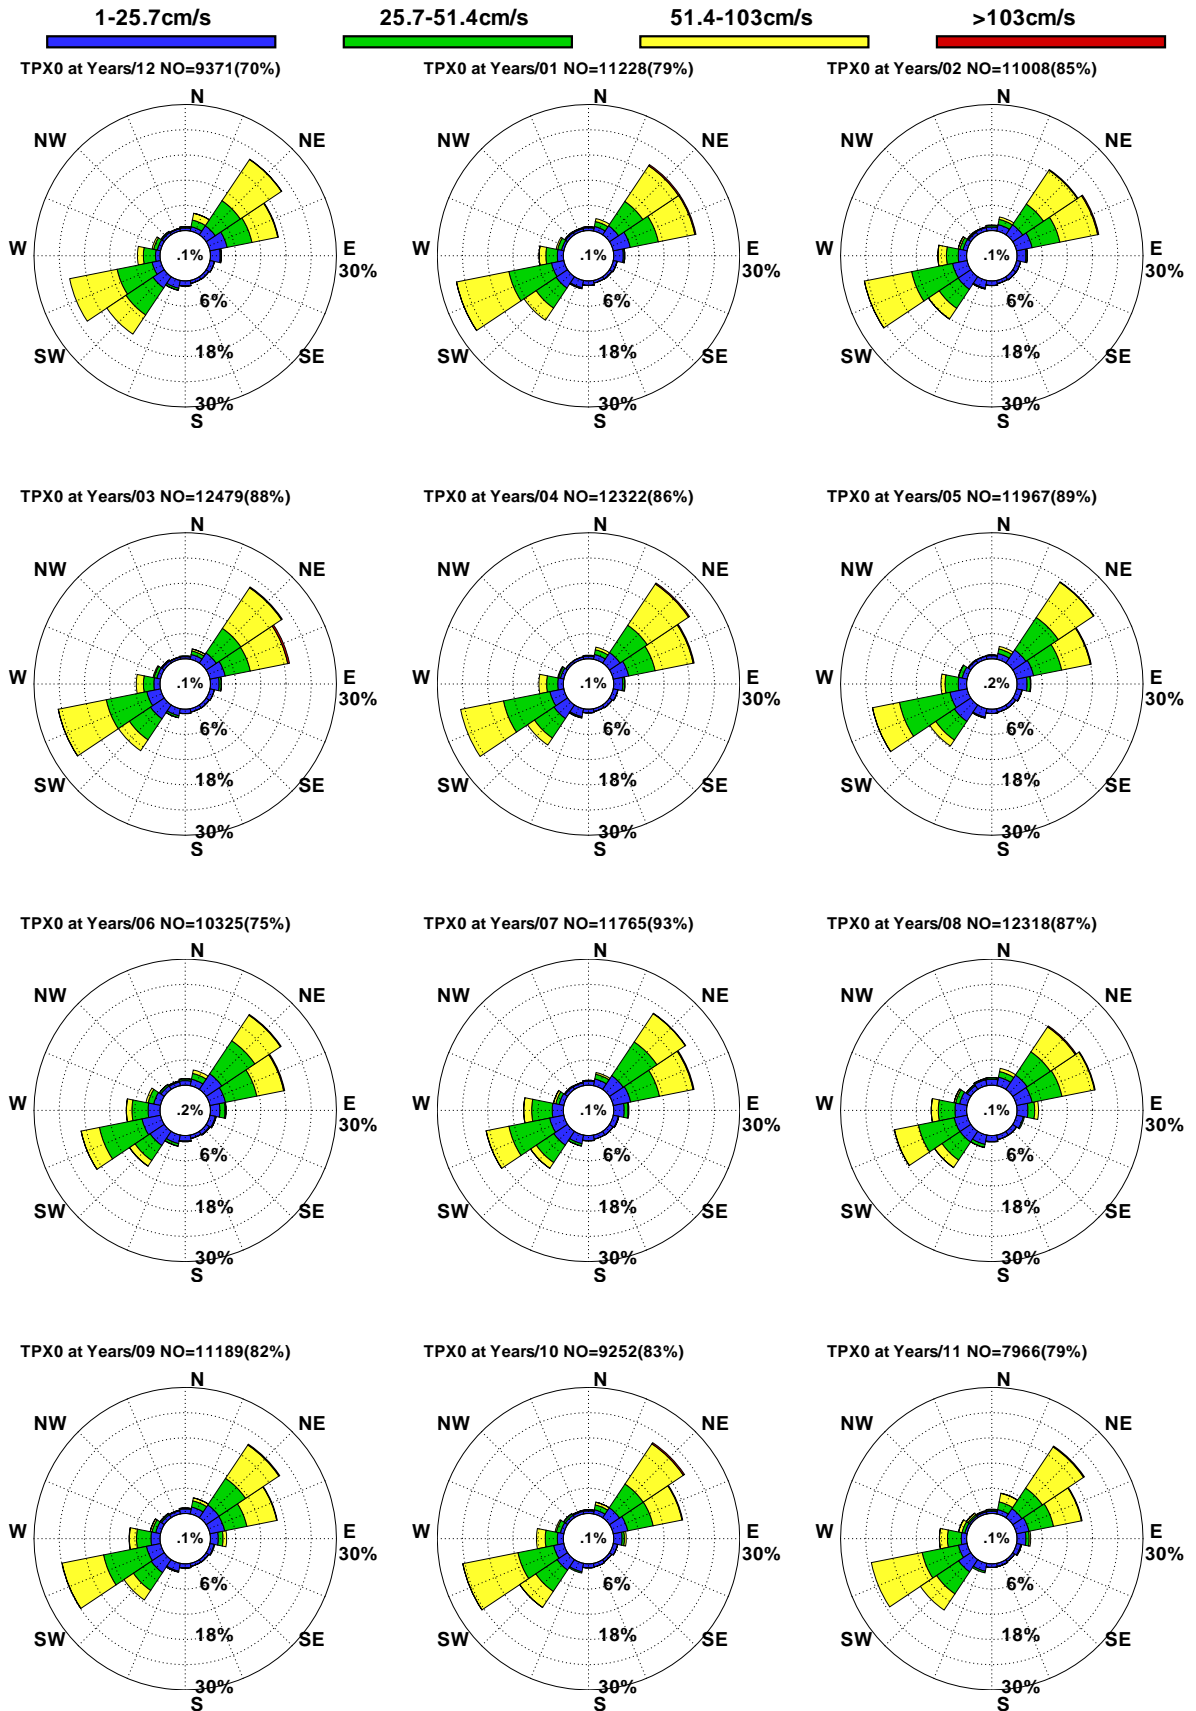 1-25.7cm/s 25.7-51.4cm/s 51.4-103cm/s >103cm/s
TPX0 at Years/12 NO=9371(70%) TPX0 at Years/01 NO=11228(79%) TPX0 at Years/02 NO=11008(85%)
N N N
NW NE NW NE NW NE
W .1% E W .1% E W .1% E
30% 30% 30%
6% 6% 6%
SW 18% SE SW 18% SE SW 18% SE
30% 30% 30%
S S S
TPX0 at Years/03 NO=12479(88%) TPX0 at Years/04 NO=12322(86%) TPX0 at Years/05 NO=11967(89%)
N N N
NW NE NW NE NW NE
W .1% E W .1% E W .2% E
30% 30% 30%
6% 6% 6%
SW 18% SE SW 18% SE SW 18% SE
30% 30% 30%
S S S
TPX0 at Years/06 NO=10325(75%) TPX0 at Years/07 NO=11765(93%) TPX0 at Years/08 NO=12318(87%)
N N N
NW NE NW NE NW NE
W .2% E W .1% E W .1% E
30% 30% 30%
6% 6% 6%
SW 18% SE SW 18% SE SW 18% SE
30% 30% 30%
S S S
TPX0 at Years/09 NO=11189(82%) TPX0 at Years/10 NO=9252(83%) TPX0 at Years/11 NO=7966(79%)
N N N
NW NE NW NE NW NE
W .1% E W .1% E W .1% E
30% 30% 30%
6% 6% 6%
SW 18% SE SW 18% SE SW 18% SE
30% 30% 30%
S S S